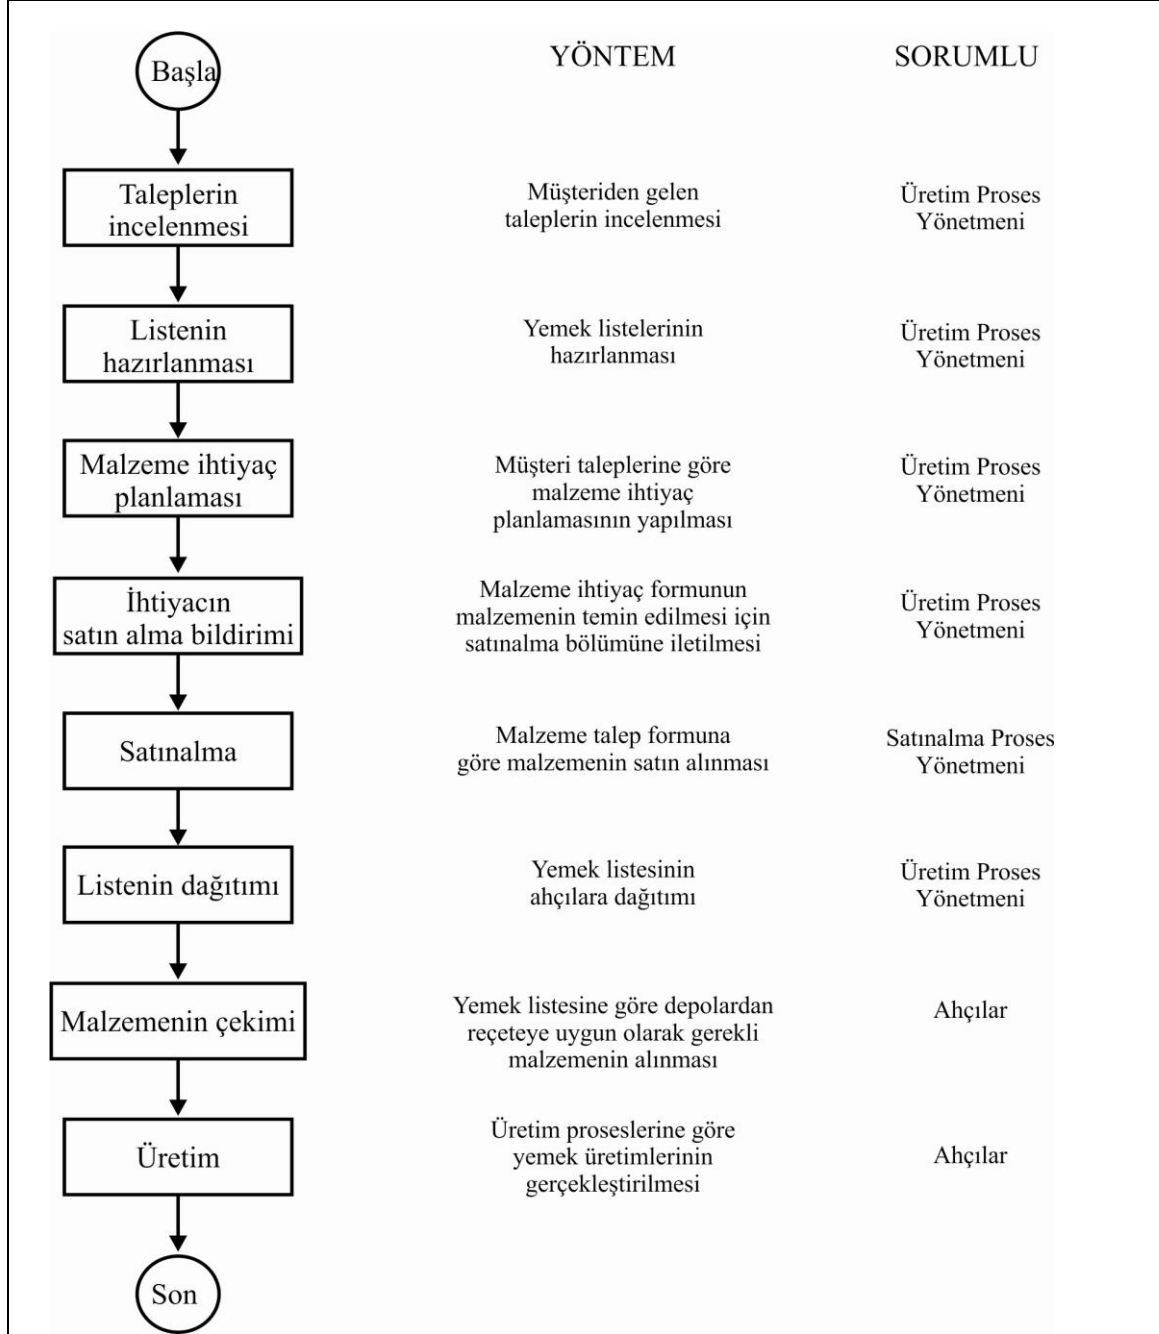 Başla
YÖNTEM
SORUMLU
Taleplerin
incelenmesi
Müşteriden gelen
taleplerin incelenmesi
Üretim Proses
Yönetmeni
Listenin
hazırlanması
Yemek listelerinin
hazırlanması
Üretim Proses
Yönetmeni
Malzeme ihtiyaç
planlaması
Müşteri taleplerine göre
malzeme ihtiyaç
planlamasının yapılması
Üretim Proses
Yönetmeni
İhtiyacın
satın alma bildirimi
Malzeme ihtiyaç formunun
malzemenin temin edilmesi için
satınalma bölümüne iletilmesi
Üretim Proses
Yönetmeni
Satınalma
Malzeme talep formuna
göre malzemenin satın alınması
Satınalma Proses
Yönetmeni
Listenin dağıtımı
Yemek listesinin
ahçılara dağıtımı
Üretim Proses
Yönetmeni
Malzemenin çekimi
Yemek listesine göre depolardan
reçeteye uygun olarak gerekli
malzemenin alınması
Ahçılar
Üretim
Üretim proseslerine göre
yemek üretimlerinin
gerçekleştirilmesi
Ahçılar
Son